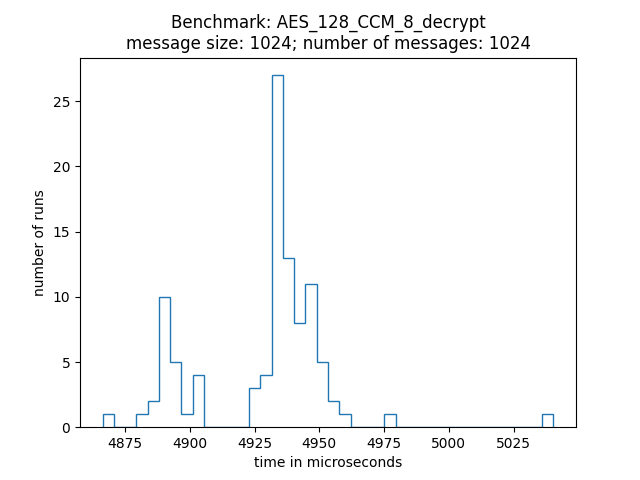 Benchmark: AES_128_CCM_8_decrypt
message size: 1024; number of messages: 1024
25
20
15
10
5
0
number of runs
4875 4900 4925 4950 4975 5000 5025
time in microseconds